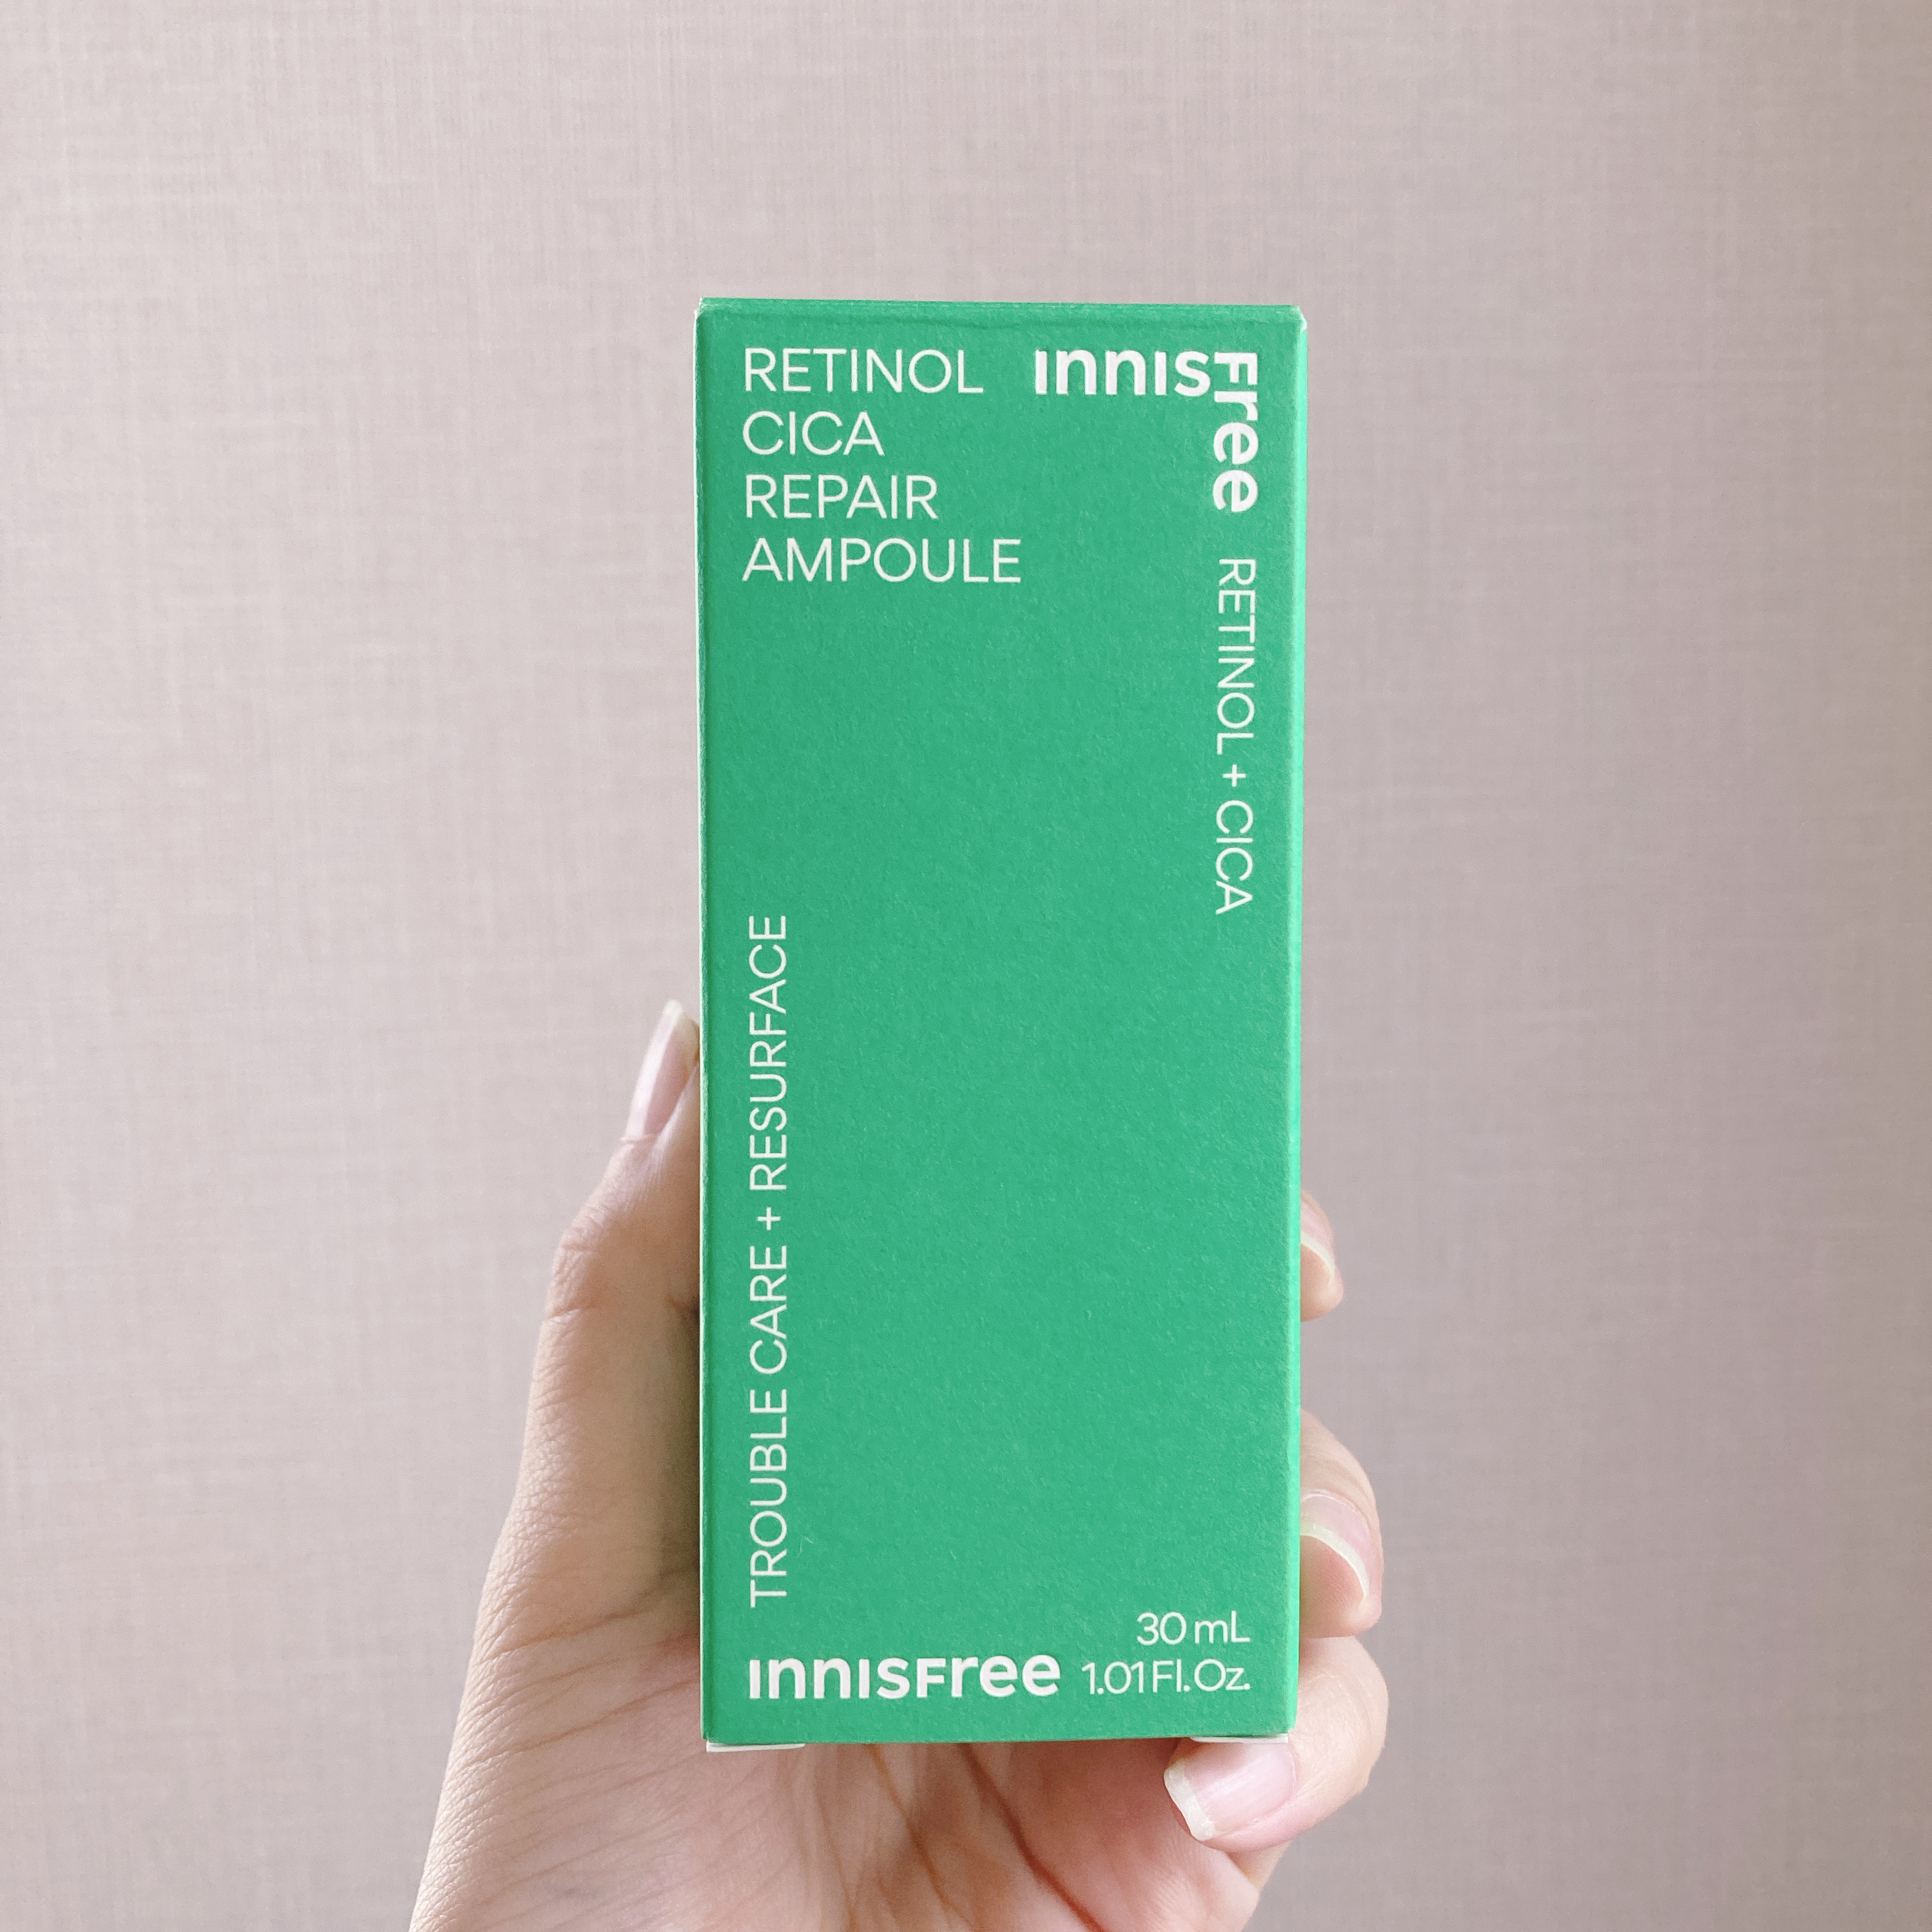 RETINOL
CICA
REPAIR
AMPOULE
innisFree
RETINOL + CICA
TROUBLE CARE + RESURFACE
innisFree
30 mL
1.01 Fl. Oz.